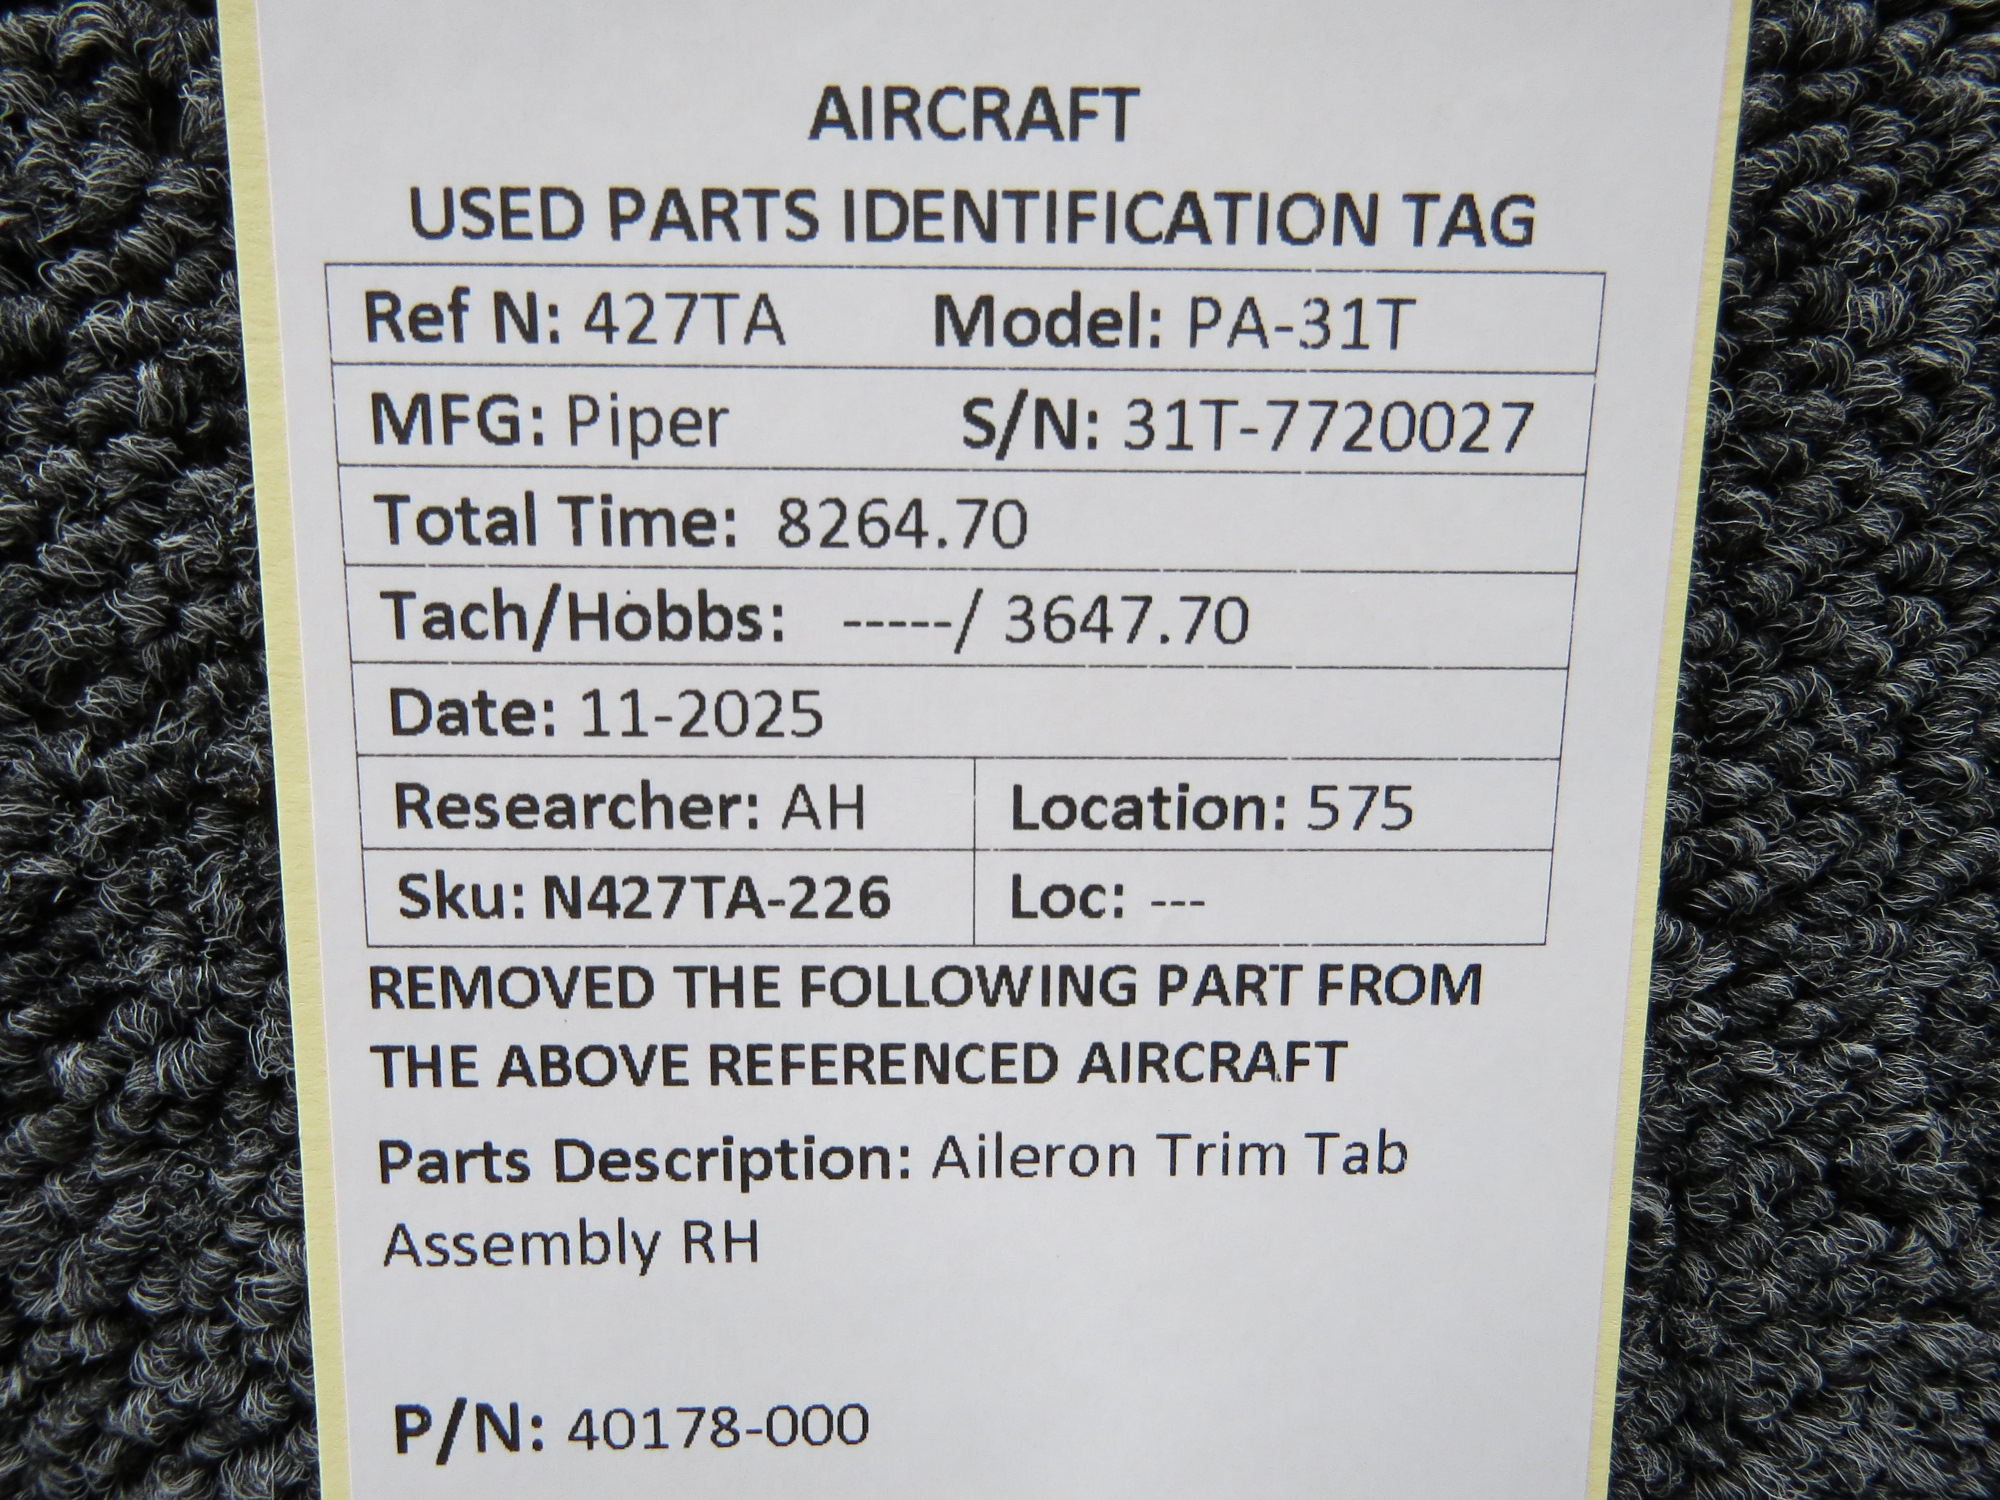 AIRCRAFT
USED PARTS IDENTIFICATION TAG
Ref N: 427TA Model: PA-31T
MFG: Piper S/N: 31T-7720027
Total Time: 8264.70
Tach/Hobbs: -----/ 3647.70
Date: 11-2025
Researcher: AH Location: 575
Sku: N427TA-226 Loc: ---
REMOVED THE FOLLOWING PART FROM
THE ABOVE REFERENCED AIRCRAFT
Parts Description: Aileron Trim Tab
Assembly RH
P/N: 40178-000